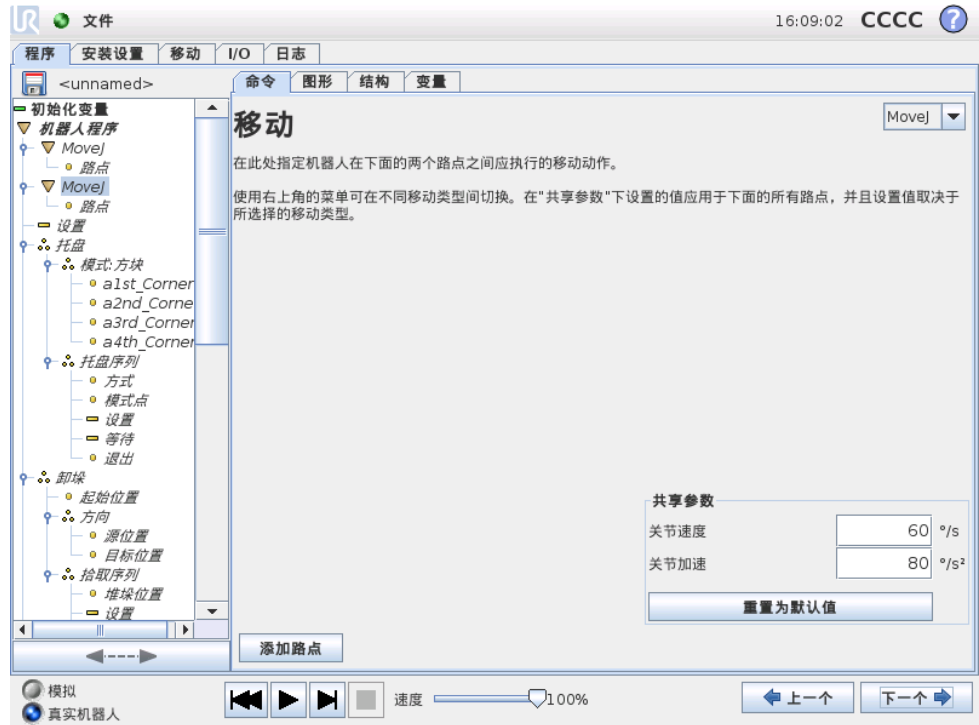 UR 文件 16:09:02 CCCC ?
程序 安装设置 移动 I/O 日志
<unnamed>
命令 图形 结构 变量
初始化变量
机器人程序
MoveJ
路点
MoveJ
路点
设置
托盘
模式:方块
a1st_Corner
a2nd_Corne
a3rd_Corner
a4th_Corner
托盘序列
方式
模式点
设置
等待
退出
卸垛
起始位置
方向
源位置
目标位置
拾取序列
堆垛位置
设置
移动
MoveJ
在此处指定机器人在下面的两个路点之间应执行的移动动作。
使用右上角的菜单可在不同移动类型间切换。在"共享参数"下设置的值应用于下面的所有路点，并且设置值取决于
所选择的移动类型。
共享参数
关节速度 60 °/s
关节加速 80 °/s²
重置为默认值
添加路点
模拟
真实机器人
速度 100%
上一个 下一个